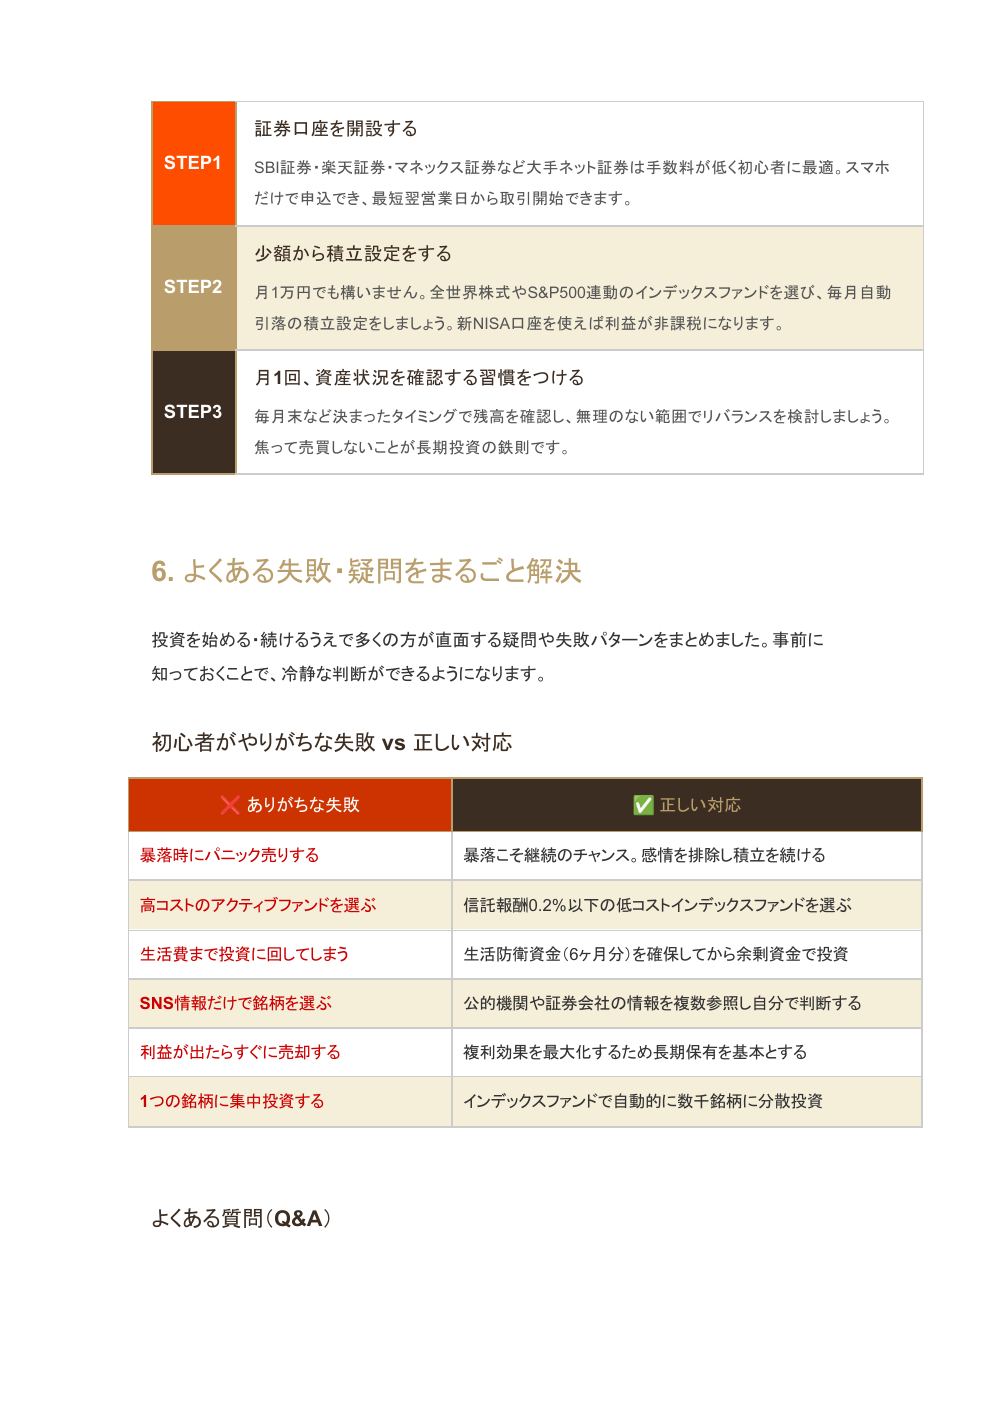 STEP1
証券口座を開設する
SBI証券・楽天証券・マネックス証券など大手ネット証券は手数料が低く初心者に最適。スマホ
だけで申込でき、最短翌営業日から取引開始できます。
STEP2
少額から積立設定をする
月1万円でも構いません。全世界株式やS&P500連動のインデックスファンドを選び、毎月自動
引落の積立設定をしましょう。新NISA口座を使えば利益が非課税になります。
STEP3
月1回、資産状況を確認する習慣をつける
毎月末など決まったタイミングで残高を確認し、無理のない範囲でリバランスを検討しましょう。
焦って売買しないことが長期投資の鉄則です。
6. よくある失敗・疑問をまるごと解決
投資を始める・続けるうえで多くの方が直面する疑問や失敗パターンをまとめました。事前に
知っておくことで、冷静な判断ができるようになります。
初心者がやりがちな失敗 vs 正しい対応
❌ ありがちな失敗
✅ 正しい対応
暴落時にパニック売りする
暴落こそ継続のチャンス。感情を排除し積立を続ける
高コストのアクティブファンドを選ぶ
信託報酬0.2%以下の低コストインデックスファンドを選ぶ
生活費まで投資に回してしまう
生活防衛資金（6ヶ月分）を確保してから余剰資金で投資
SNS情報だけで銘柄を選ぶ
公的機関や証券会社の情報を複数参照し自分で判断する
利益が出たらすぐに売却する
複利効果を最大化するため長期保有を基本とする
1つの銘柄に集中投資する
インデックスファンドで自動的に数千銘柄に分散投資
よくある質問（Q&A）